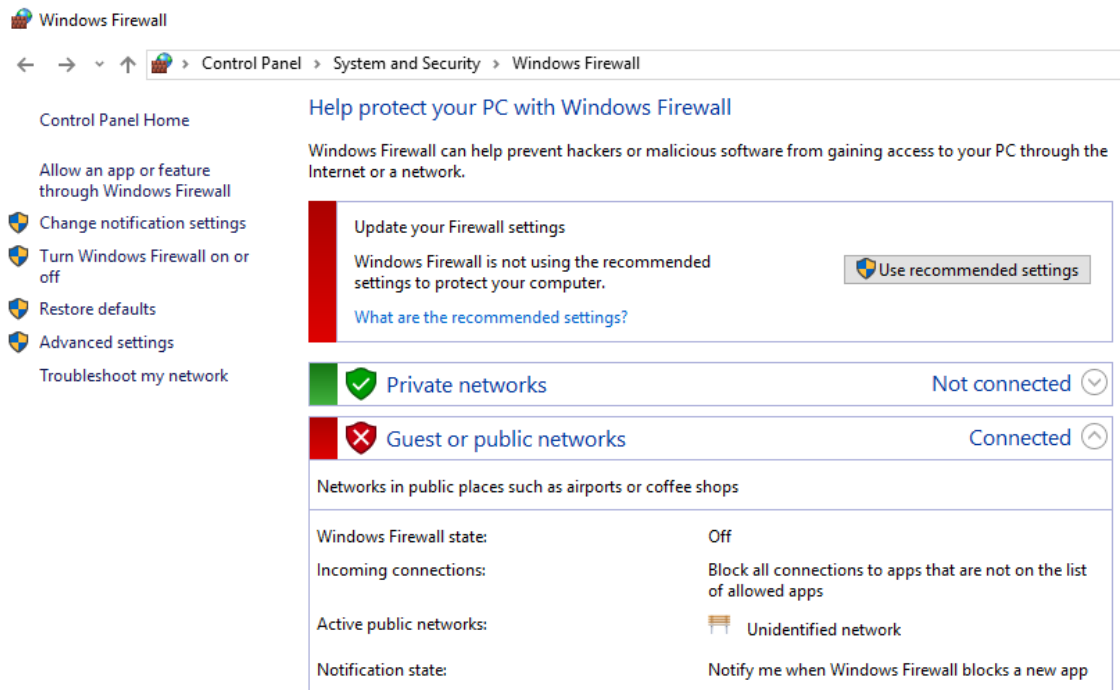 Windows Firewall
Control Panel > System and Security > Windows Firewall
Control Panel Home
Allow an app or feature
through Windows Firewall
Change notification settings
Turn Windows Firewall on or
off
Restore defaults
Advanced settings
Troubleshoot my network
Help protect your PC with Windows Firewall
Windows Firewall can help prevent hackers or malicious software from gaining access to your PC through the
Internet or a network.
Update your Firewall settings
Windows Firewall is not using the recommended
settings to protect your computer.
Use recommended settings
What are the recommended settings?
Private networks Not connected
Guest or public networks Connected
Networks in public places such as airports or coffee shops
Windows Firewall state: Off
Incoming connections: Block all connections to apps that are not on the list
of allowed apps
Active public networks: Unidentified network
Notification state: Notify me when Windows Firewall blocks a new app